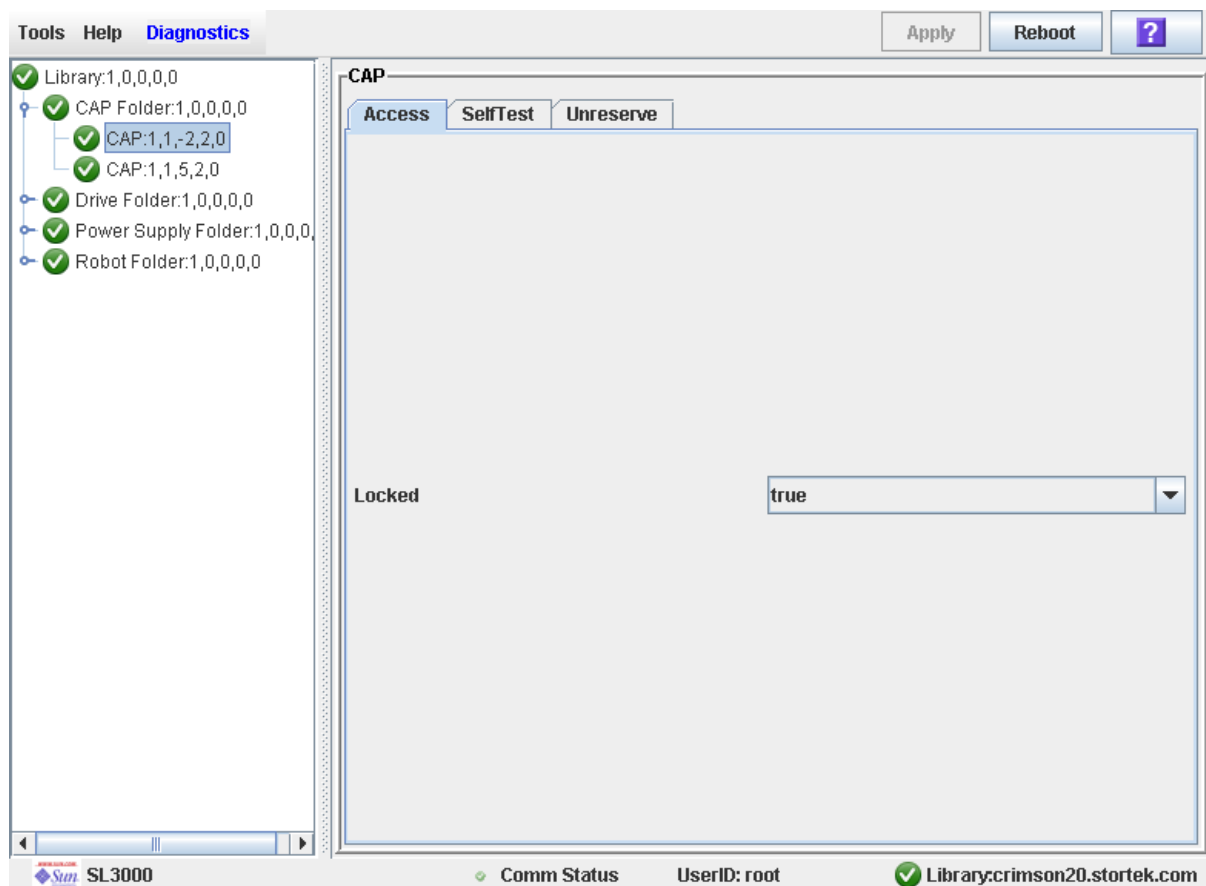 Tools Help Diagnostics Apply Reboot ?
Library:1,0,0,0,0
CAP Folder:1,0,0,0,0
CAP:1,1,-2,2,0
CAP:1,1,5,2,0
Drive Folder:1,0,0,0,0
Power Supply Folder:1,0,0,0,
Robot Folder:1,0,0,0,0
CAP
Access SelfTest Unreserve
Locked true
Sun SL3000 Comm Status UserID: root Library:crimson20.stortek.com